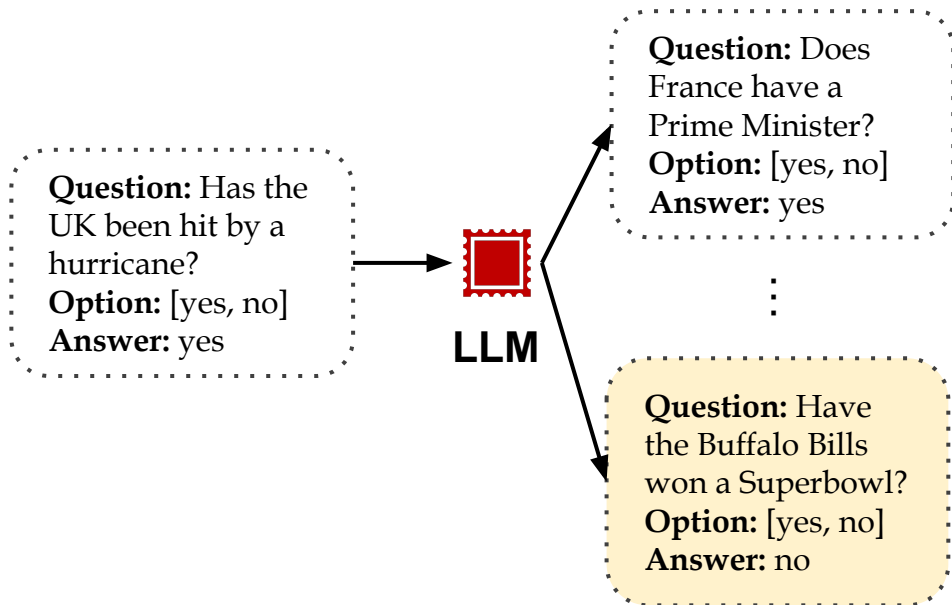 Question: Has the
UK been hit by a
hurricane?
Option: [yes, no]
Answer: yes
LLM
Question: Does
France have a
Prime Minister?
Option: [yes, no]
Answer: yes
Question: Have
the Buffalo Bills
won a Superbowl?
Option: [yes, no]
Answer: no